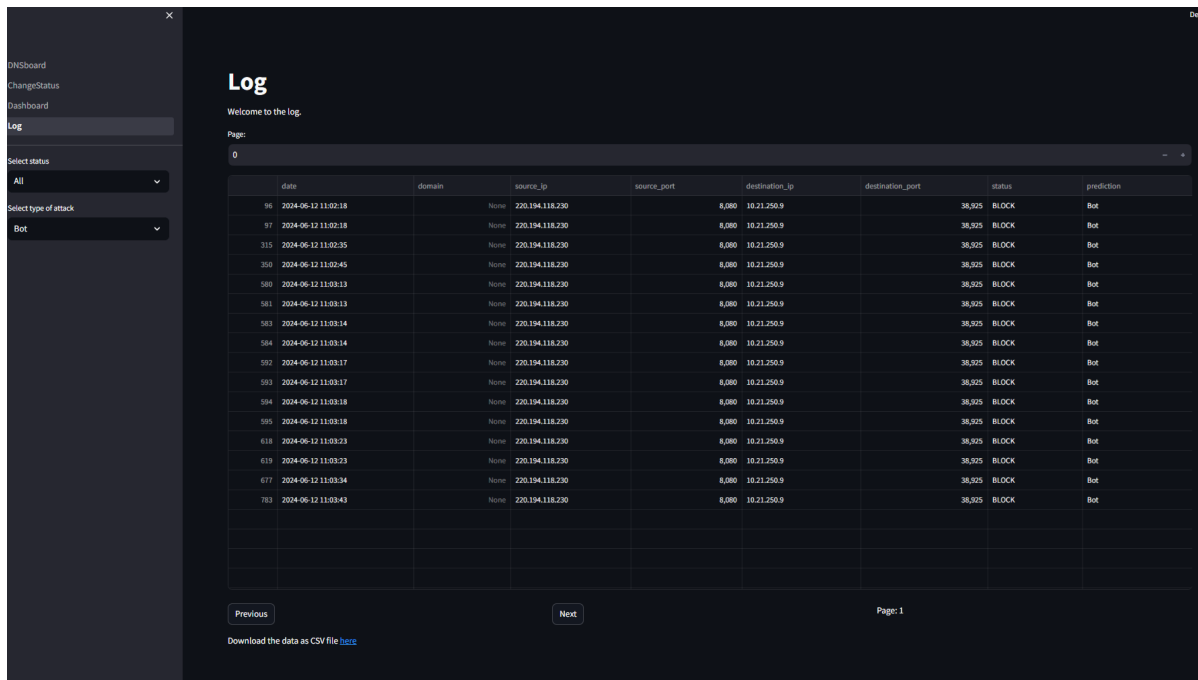 ×
De
DNSboard
ChangeStatus
Dashboard
Log
Select status
All
Select type of attack
Bot
Log
Welcome to the log.
Page:
0 − +
date domain source_ip source_port destination_ip destination_port status prediction
96 2024-06-12 11:02:18 None 220.194.118.230 8,080 10.21.250.9 38,925 BLOCK Bot
97 2024-06-12 11:02:18 None 220.194.118.230 8,080 10.21.250.9 38,925 BLOCK Bot
315 2024-06-12 11:02:35 None 220.194.118.230 8,080 10.21.250.9 38,925 BLOCK Bot
350 2024-06-12 11:02:45 None 220.194.118.230 8,080 10.21.250.9 38,925 BLOCK Bot
580 2024-06-12 11:03:13 None 220.194.118.230 8,080 10.21.250.9 38,925 BLOCK Bot
581 2024-06-12 11:03:13 None 220.194.118.230 8,080 10.21.250.9 38,925 BLOCK Bot
583 2024-06-12 11:03:14 None 220.194.118.230 8,080 10.21.250.9 38,925 BLOCK Bot
584 2024-06-12 11:03:14 None 220.194.118.230 8,080 10.21.250.9 38,925 BLOCK Bot
592 2024-06-12 11:03:17 None 220.194.118.230 8,080 10.21.250.9 38,925 BLOCK Bot
593 2024-06-12 11:03:17 None 220.194.118.230 8,080 10.21.250.9 38,925 BLOCK Bot
594 2024-06-12 11:03:18 None 220.194.118.230 8,080 10.21.250.9 38,925 BLOCK Bot
595 2024-06-12 11:03:18 None 220.194.118.230 8,080 10.21.250.9 38,925 BLOCK Bot
618 2024-06-12 11:03:23 None 220.194.118.230 8,080 10.21.250.9 38,925 BLOCK Bot
619 2024-06-12 11:03:23 None 220.194.118.230 8,080 10.21.250.9 38,925 BLOCK Bot
677 2024-06-12 11:03:34 None 220.194.118.230 8,080 10.21.250.9 38,925 BLOCK Bot
783 2024-06-12 11:03:43 None 220.194.118.230 8,080 10.21.250.9 38,925 BLOCK Bot
Previous Next Page: 1
Download the data as CSV file here